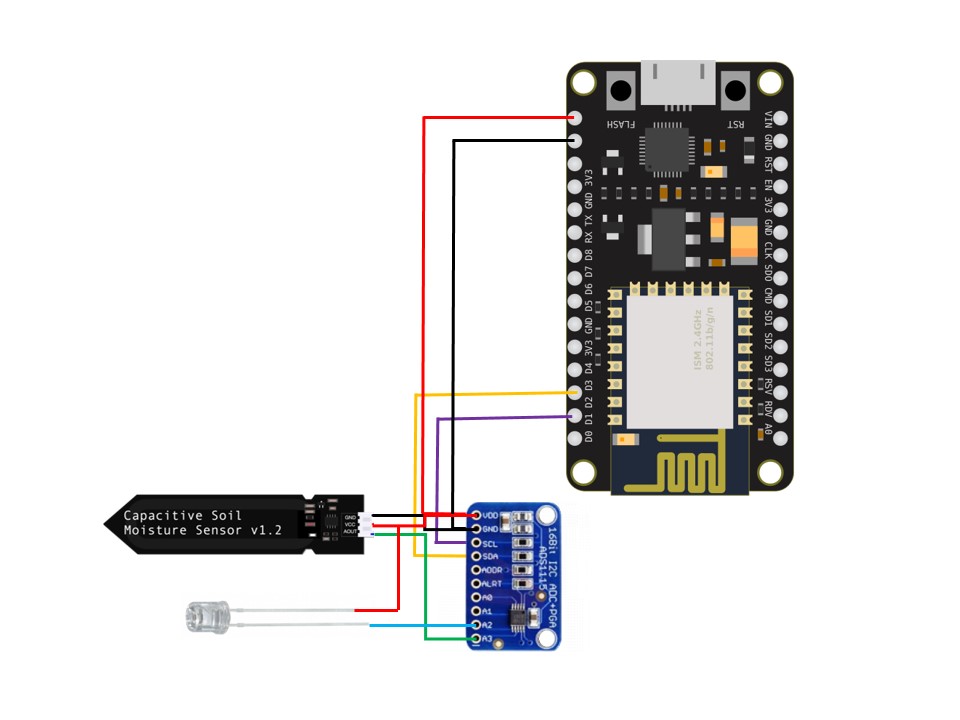 FLASH
RST
3V3
GND
TX
RX
D8
D7
D6
D5
GND
3V3
D4
D3
D2
D1
D0
VIN
GND
RST
EN
3V3
GND
CLK
SDO
CMD
SD1
SD2
SD3
RSV
RDV
A0
ISM 2.4GHz
802.11b/g/n
Capacitive Soil
Moisture Sensor v1.2
GND
VCC
AOUT
VDD
GND
SCL
SDA
ADDR
ALRT
A0
A1
A2
A3
16Bit I2C ADC+PGA
ADS1115